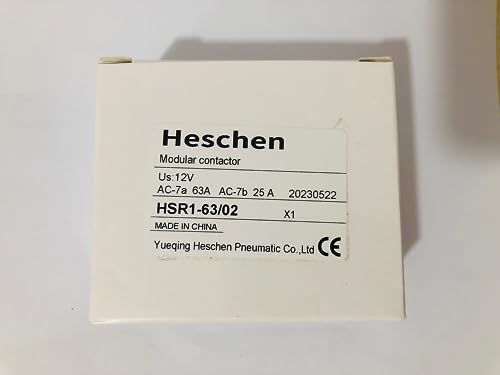 Heschen
Modular contactor
Us:12V
AC-7a 63A AC-7b 25 A 20230522
HSR1-63/02 X1
MADE IN CHINA
Yueqing Heschen Pneumatic Co.,Ltd CE